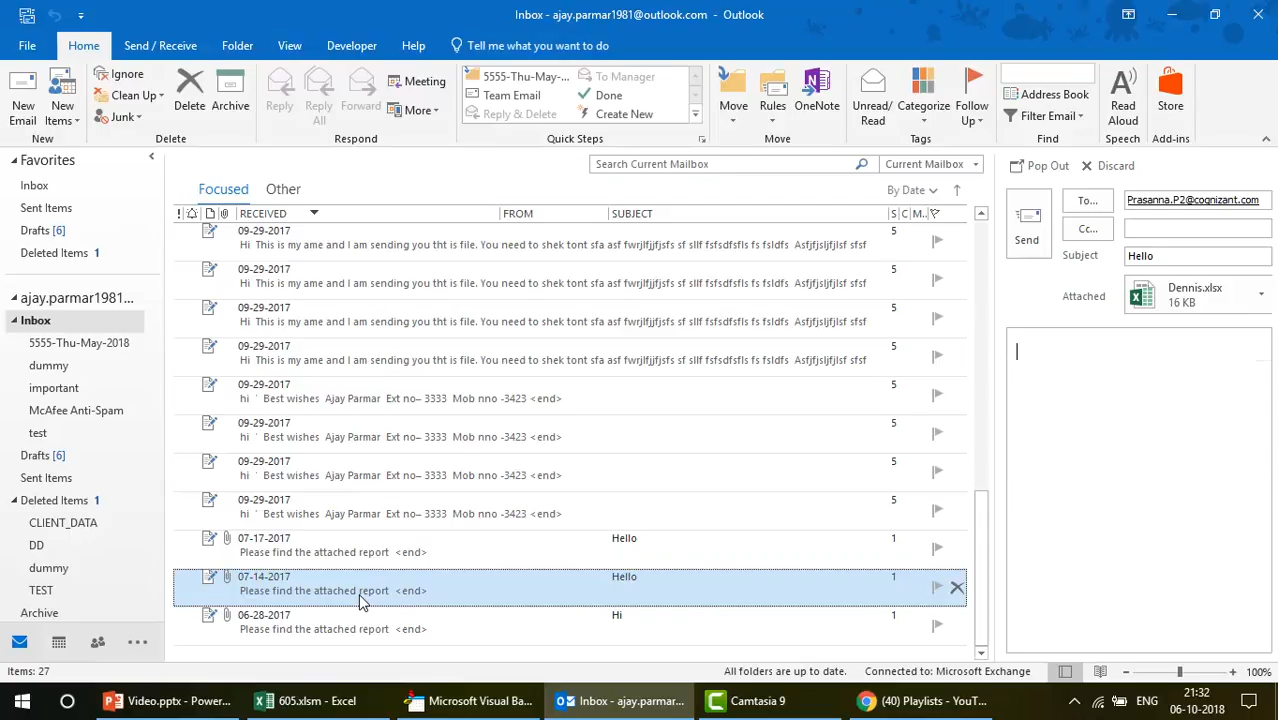 Inbox - ajay.parmar1981@outlook.com - Outlook
File Home Send / Receive Folder View Developer Help Tell me what you want to do
New Email
New Items
New
Ignore
Clean Up
Junk
Delete
Archive
Delete
Reply
Reply All
Forward
Meeting
More
Respond
5555-Thu-May-...
To Manager
Team Email
Done
Reply & Delete
Create New
Quick Steps
Move
Rules
OneNote
Move
Unread/ Read
Categorize
Follow Up
Tags
Address Book
Filter Email
Find
Read Aloud
Speech
Store
Add-ins
Favorites
Inbox
Sent Items
Drafts [6]
Deleted Items 1
ajay.parmar1981...
Inbox
5555-Thu-May-2018
dummy
important
McAfee Anti-Spam
test
Drafts [6]
Sent Items
Deleted Items 1
CLIENT_DATA
DD
dummy
TEST
Archive
Search Current Mailbox
Current Mailbox
Focused Other
By Date
! RECEIVED FROM SUBJECT S C M..
09-29-2017 5
Hi This is my ame and I am sending you tht is file. You need to shek tont sfa asf fwrjlfjjfjsfs sf sllf fsfsdfsfls fs fsldfs Asfjfjsljfjlsf sfsf
09-29-2017 5
Hi This is my ame and I am sending you tht is file. You need to shek tont sfa asf fwrjlfjjfjsfs sf sllf fsfsdfsfls fs fsldfs Asfjfjsljfjlsf sfsf
09-29-2017 5
Hi This is my ame and I am sending you tht is file. You need to shek tont sfa asf fwrjlfjjfjsfs sf sllf fsfsdfsfls fs fsldfs Asfjfjsljfjlsf sfsf
09-29-2017 5
Hi This is my ame and I am sending you tht is file. You need to shek tont sfa asf fwrjlfjjfjsfs sf sllf fsfsdfsfls fs fsldfs Asfjfjsljfjlsf sfsf
09-29-2017 5
hi ' Best wishes Ajay Parmar Ext no– 3333 Mob nno -3423 <end>
09-29-2017 5
hi ' Best wishes Ajay Parmar Ext no– 3333 Mob nno -3423 <end>
09-29-2017 5
hi ' Best wishes Ajay Parmar Ext no– 3333 Mob nno -3423 <end>
09-29-2017 5
hi ' Best wishes Ajay Parmar Ext no– 3333 Mob nno -3423 <end>
07-17-2017 Hello 1
Please find the attached report <end>
07-14-2017 Hello 1
Please find the attached report <end>
06-28-2017 Hi 1
Please find the attached report <end>
Pop Out Discard
Send
To... Prasanna.P2@cognizant.com
Cc...
Subject Hello
Attached Dennis.xlsx
16 KB
Items: 27 All folders are up to date. Connected to: Microsoft Exchange 100%
Video.pptx - Power...
605.xlsm - Excel
Microsoft Visual Ba...
Inbox - ajay.parmar...
Camtasia 9
(40) Playlists - YouT...
ENG
21:32
06-10-2018